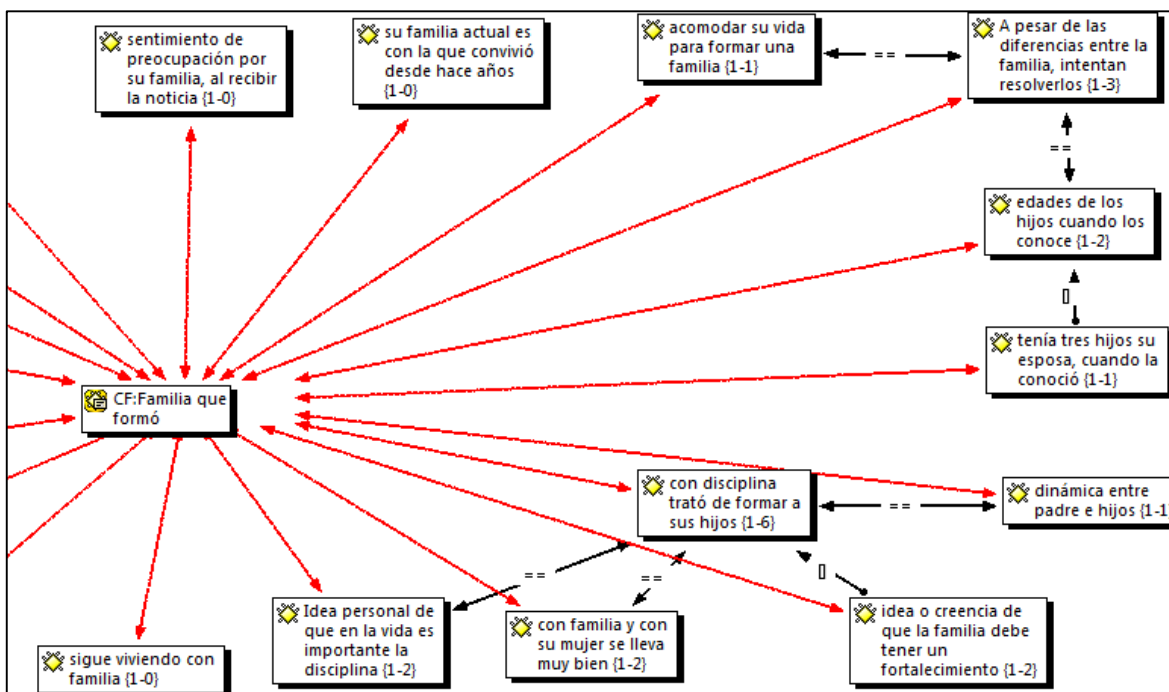 sentimiento de
preocupación por
su familia, al recibir
la noticia {1-0}
su familia actual es
con la que convivió
desde hace años
{1-0}
acomodar su vida
para formar una
familia {1-1}
==
A pesar de las
diferencias entre la
familia, intentan
resolverlos {1-3}
==
edades de los
hijos cuando los
conoce {1-2}
[]
tenía tres hijos su
esposa, cuando la
conoció {1-1}
CF:Familia que
formó
con disciplina
trató de formar a
sus hijos {1-6}
==
dinámica entre
padre e hijos {1-1}
==
==
[]
Idea personal de
que en la vida es
importante la
disciplina {1-2}
con familia y con
su mujer se lleva
muy bien {1-2}
idea o creencia de
que la familia debe
tener un
fortalecimiento {1-2}
sigue viviendo con
familia {1-0}